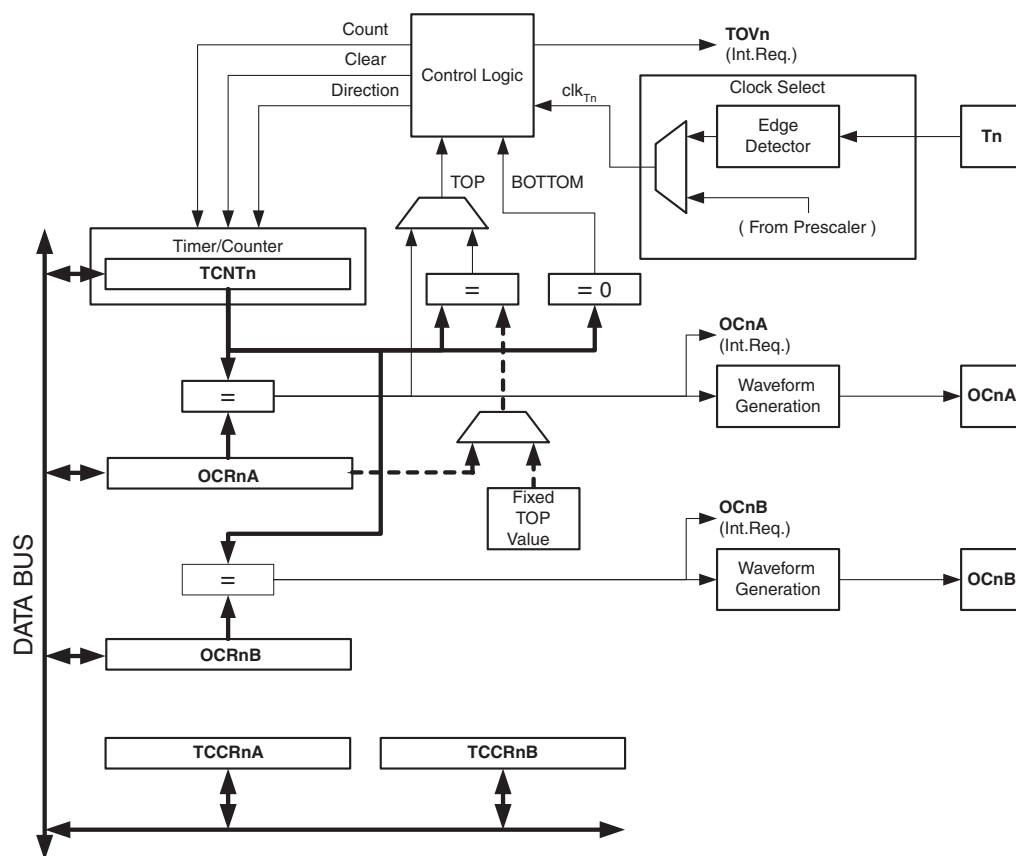 Count
Clear
Direction
Control Logic
TOVn
(Int.Req.)
clkTn
Clock Select
Edge
Detector
Tn
( From Prescaler )
TOP
BOTTOM
Timer/Counter
TCNTn
=
= 0
OCnA
(Int.Req.)
=
Waveform
Generation
OCnA
OCRnA
Fixed
TOP
Value
OCnB
(Int.Req.)
=
Waveform
Generation
OCnB
OCRnB
DATA BUS
TCCRnA
TCCRnB